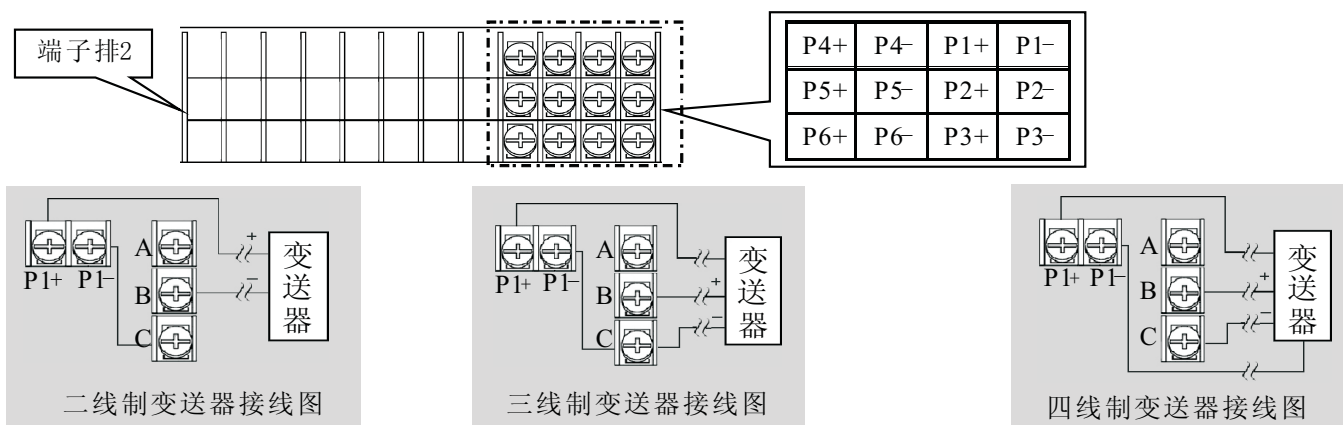 端子排2
P4+ P4- P1+ P1-
P5+ P5- P2+ P2-
P6+ P6- P3+ P3-
P1+ P1-
A
B
C
+
-
变送器
二线制变送器接线图
P1+ P1-
A
B
C
+
-
变送器
三线制变送器接线图
P1+ P1-
A
B
C
+
-
变送器
四线制变送器接线图